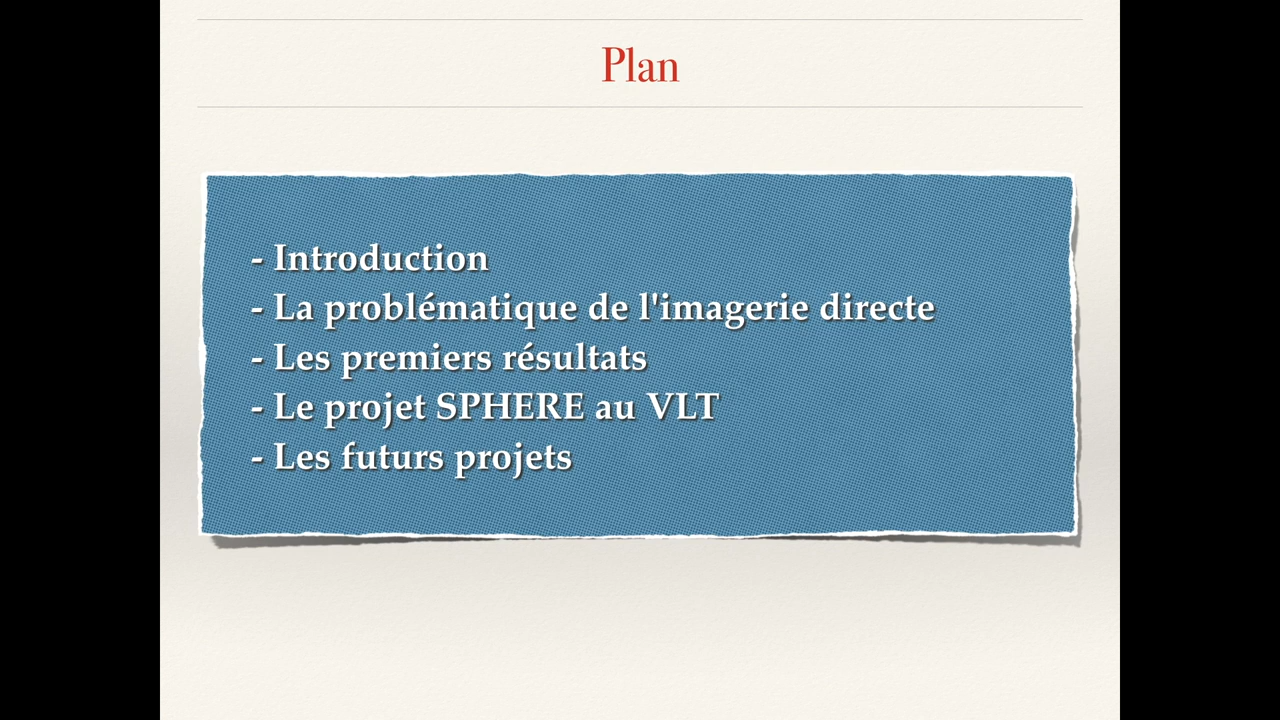 Plan
- Introduction
- La problématique de l'imagerie directe
- Les premiers résultats
- Le projet SPHERE au VLT
- Les futurs projets